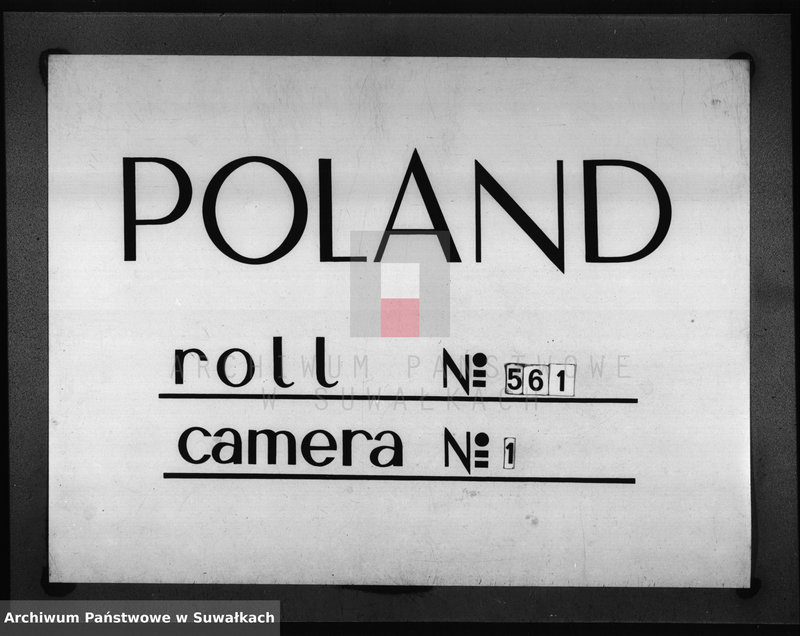 POLAND
roll № 561
ARCHIWUM PAŃSTWOWE
W SUWAŁKACH
camera № 1
Archiwum Państwowe w Suwałkach